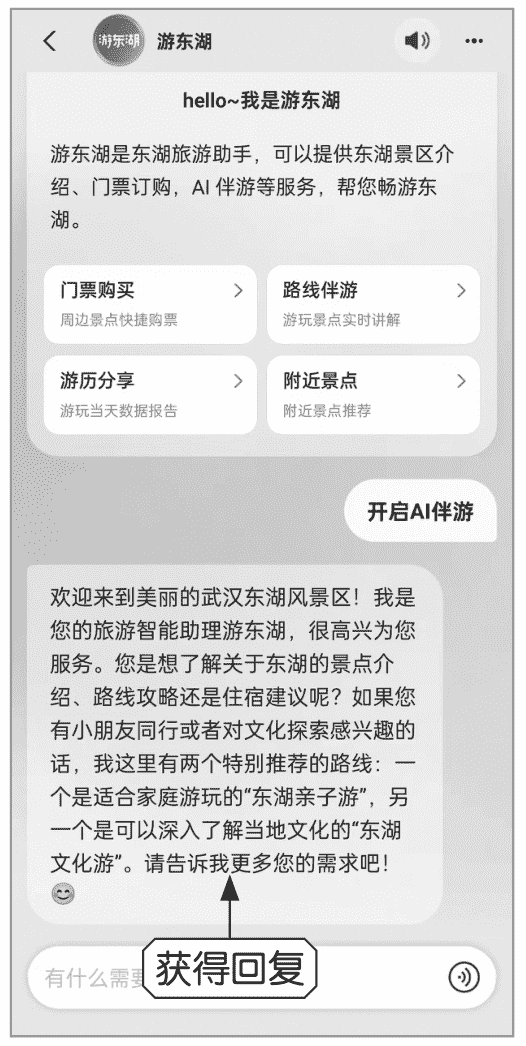 游东湖
游东湖
hello~我是游东湖
游东湖是东湖旅游助手，可以提供东湖景区介
绍、门票订购，AI 伴游等服务，帮您畅游东
湖。
门票购买
周边景点快捷购票
路线伴游
游玩景点实时讲解
游历分享
游玩当天数据报告
附近景点
附近景点推荐
开启AI伴游
欢迎来到美丽的武汉东湖风景区！我是
您的旅游智能助理游东湖，很高兴为您
服务。您是想了解关于东湖的景点介
绍、路线攻略还是住宿建议呢？如果您
有小朋友同行或者对文化探索感兴趣的
话，我这里有两个特别推荐的路线：一
个是适合家庭游玩的“东湖亲子游”，另
一个是可以深入了解当地文化的“东湖
文化游”。请告诉我更多您的需求吧！
😊
有什么需
获得回复